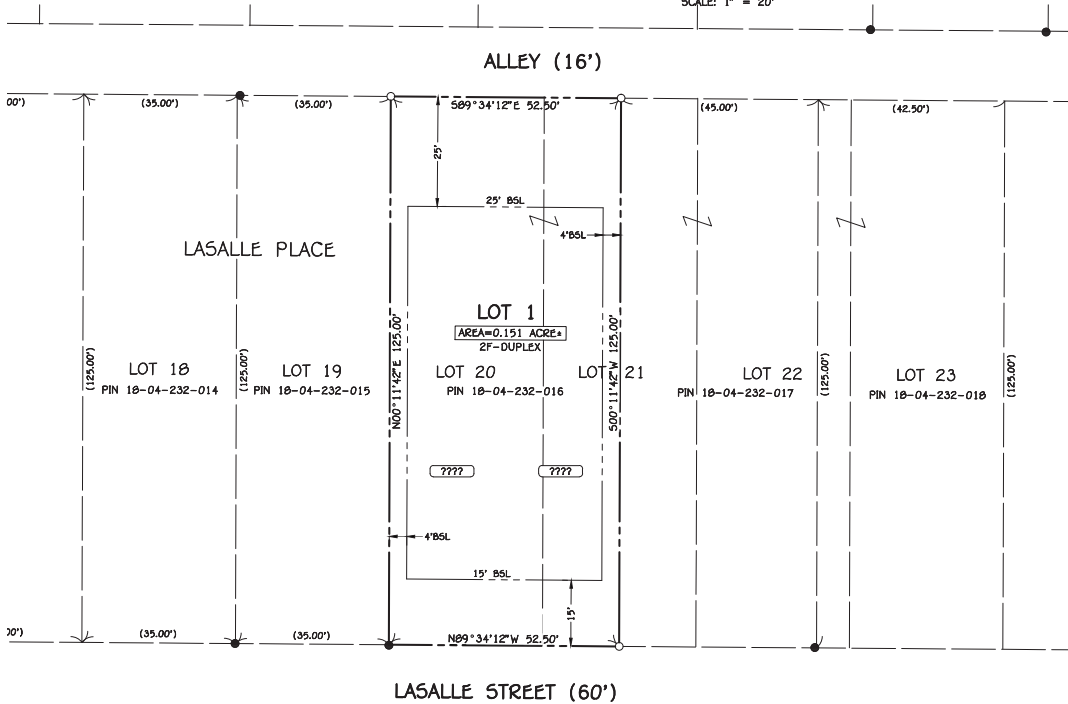 SCALE: 1" = 20'
ALLEY (16')
00')
(35.00')
(35.00')
S89°34'12"E 52.50'
(45.00')
(42.50')
25'
25' BSL
4'BSL
LASALLE PLACE
LOT 1
AREA=0.151 ACRE±
2F-DUPLEX
N00°11'42"E 125.00'
S00°11'42"W 125.00'
(125.00')
LOT 18
PIN 18-04-232-014
(125.00')
LOT 19
PIN 18-04-232-015
LOT 20
PIN 18-04-232-016
LOT 21
LOT 22
PIN 18-04-232-017
(125.00')
LOT 23
PIN 18-04-232-018
(125.00')
????
????
4'BSL
15' BSL
15'
00')
(35.00')
(35.00')
N89°34'12"W 52.50'
LASALLE STREET (60')